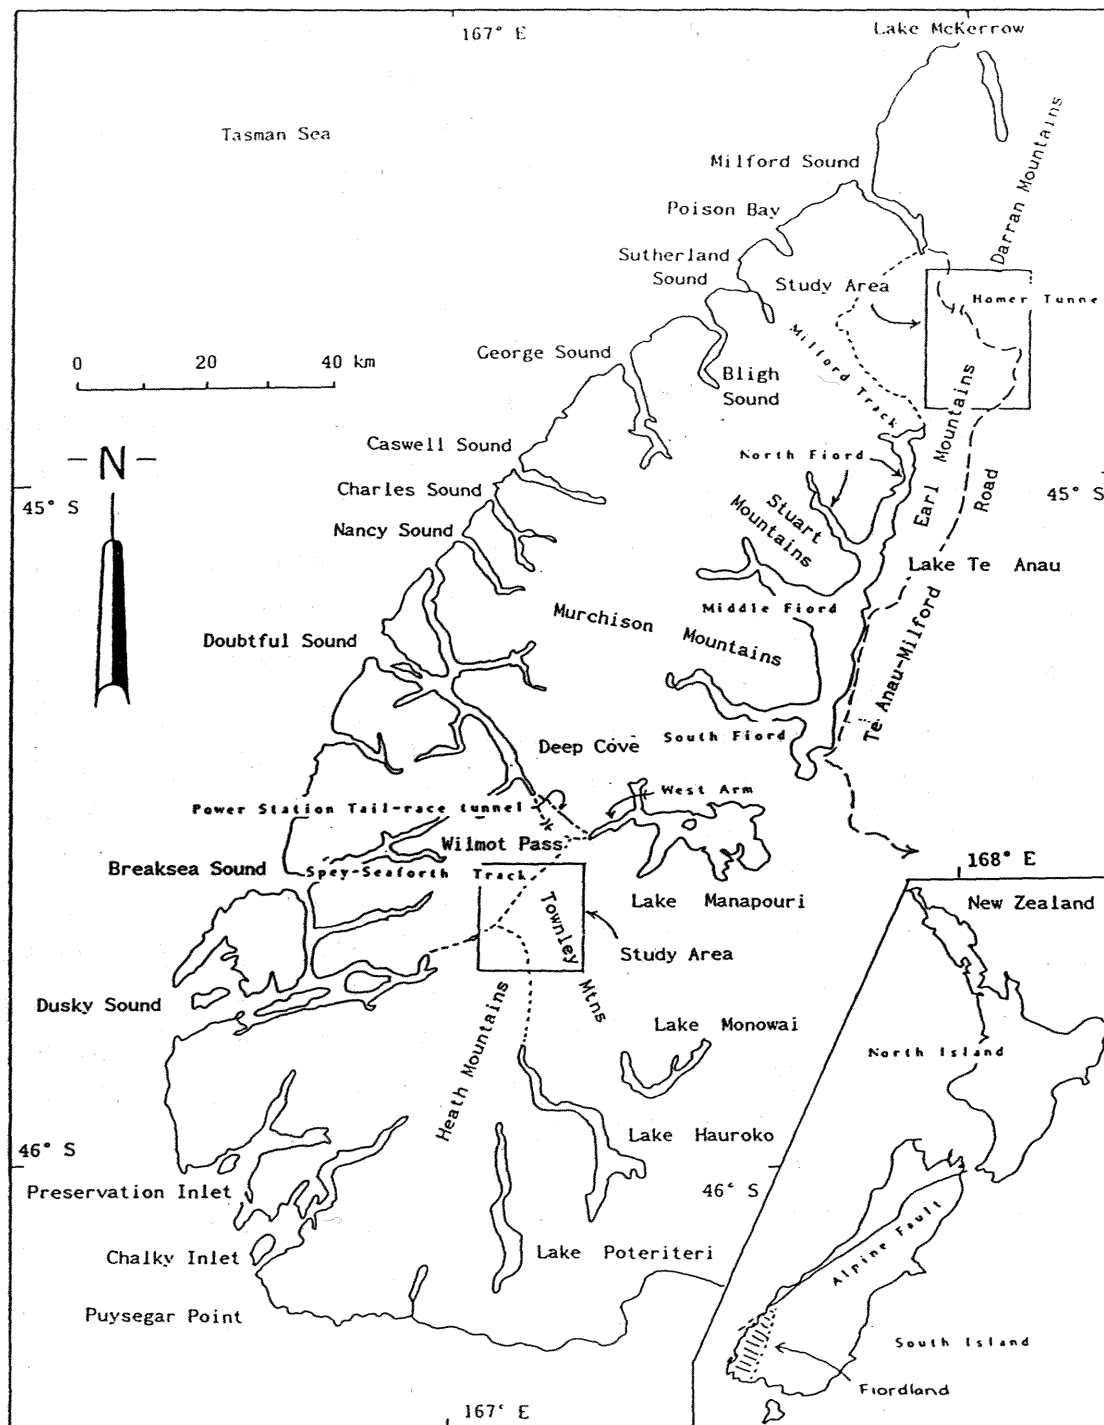 Lake McKerrow
167° E
Tasman Sea
Darran Mountains
Milford Sound
Poison Bay
Sutherland
Sound
Study Area
Homer Tunne
0 20 40 km
George Sound
Milford Track
Bligh
Sound
Earl Mountains
Caswell Sound
N
North Fiord
45° S
45° S
Charles Sound
Stuart
Mountains
Road
Nancy Sound
Lake Te Anau
Middle Fiord
Murchison Mountains
Doubtful Sound
Te Anau-Milford
Deep Cove
South Fiord
West Arm
Power Station Tail-race tunnel
Wilmot Pass
Breaksea Sound
Spey-Seaforth Track
168° E
Lake Manapouri
New Zealand
Townley
Mtns
Study Area
Dusky Sound
Heath Mountains
Lake Monowai
North Island
Lake Hauroko
46° S
46° S
Preservation Inlet
Chalky Inlet
Lake Poteriteri
Alpine Fault
Puysegar Point
South Island
Fiordland
167° E